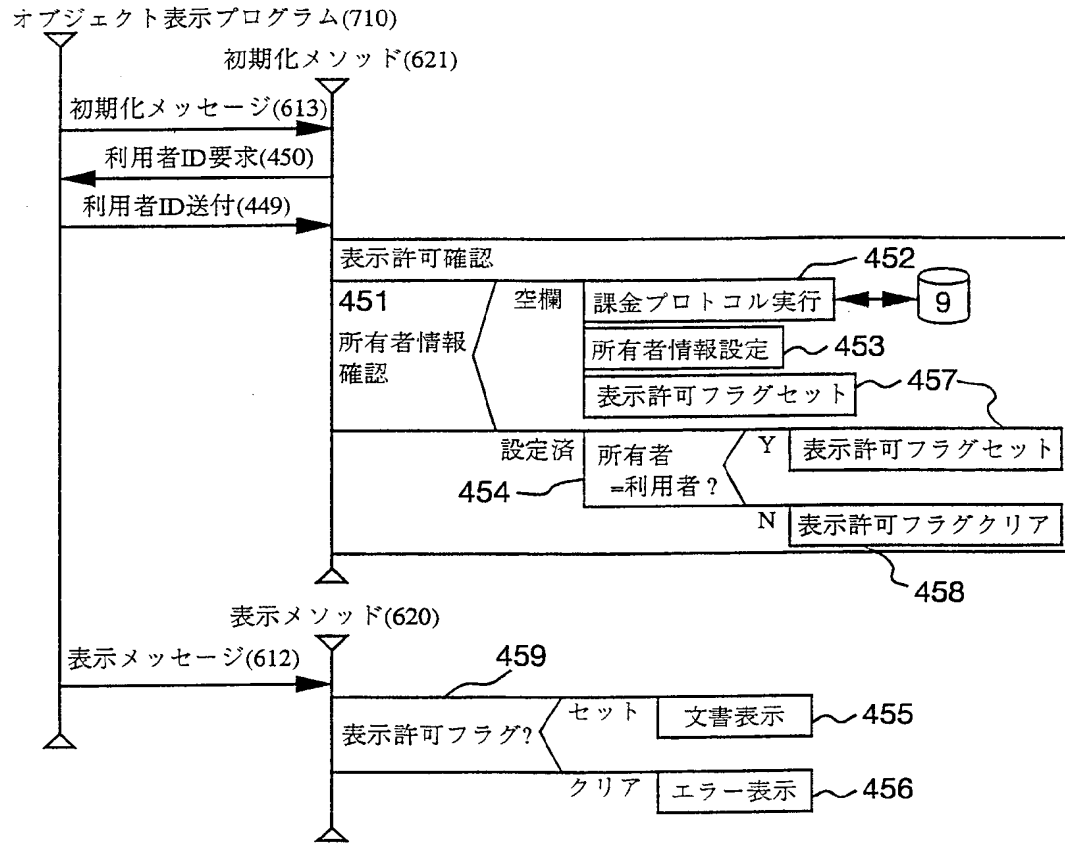 オブジェクト表示プログラム(710)
初期化メソッド(621)
初期化メッセージ(613)
利用者ID要求(450)
利用者ID送付(449)
表示許可確認
452
451
空欄
課金プロトコル実行
9
所有者情報
確認
所有者情報設定
453
表示許可フラグセット
457
設定済
所有者
=利用者？
454
Y
表示許可フラグセット
N
表示許可フラグクリア
458
表示メソッド(620)
表示メッセージ(612)
459
表示許可フラグ?
セット
文書表示
455
クリア
エラー表示
456